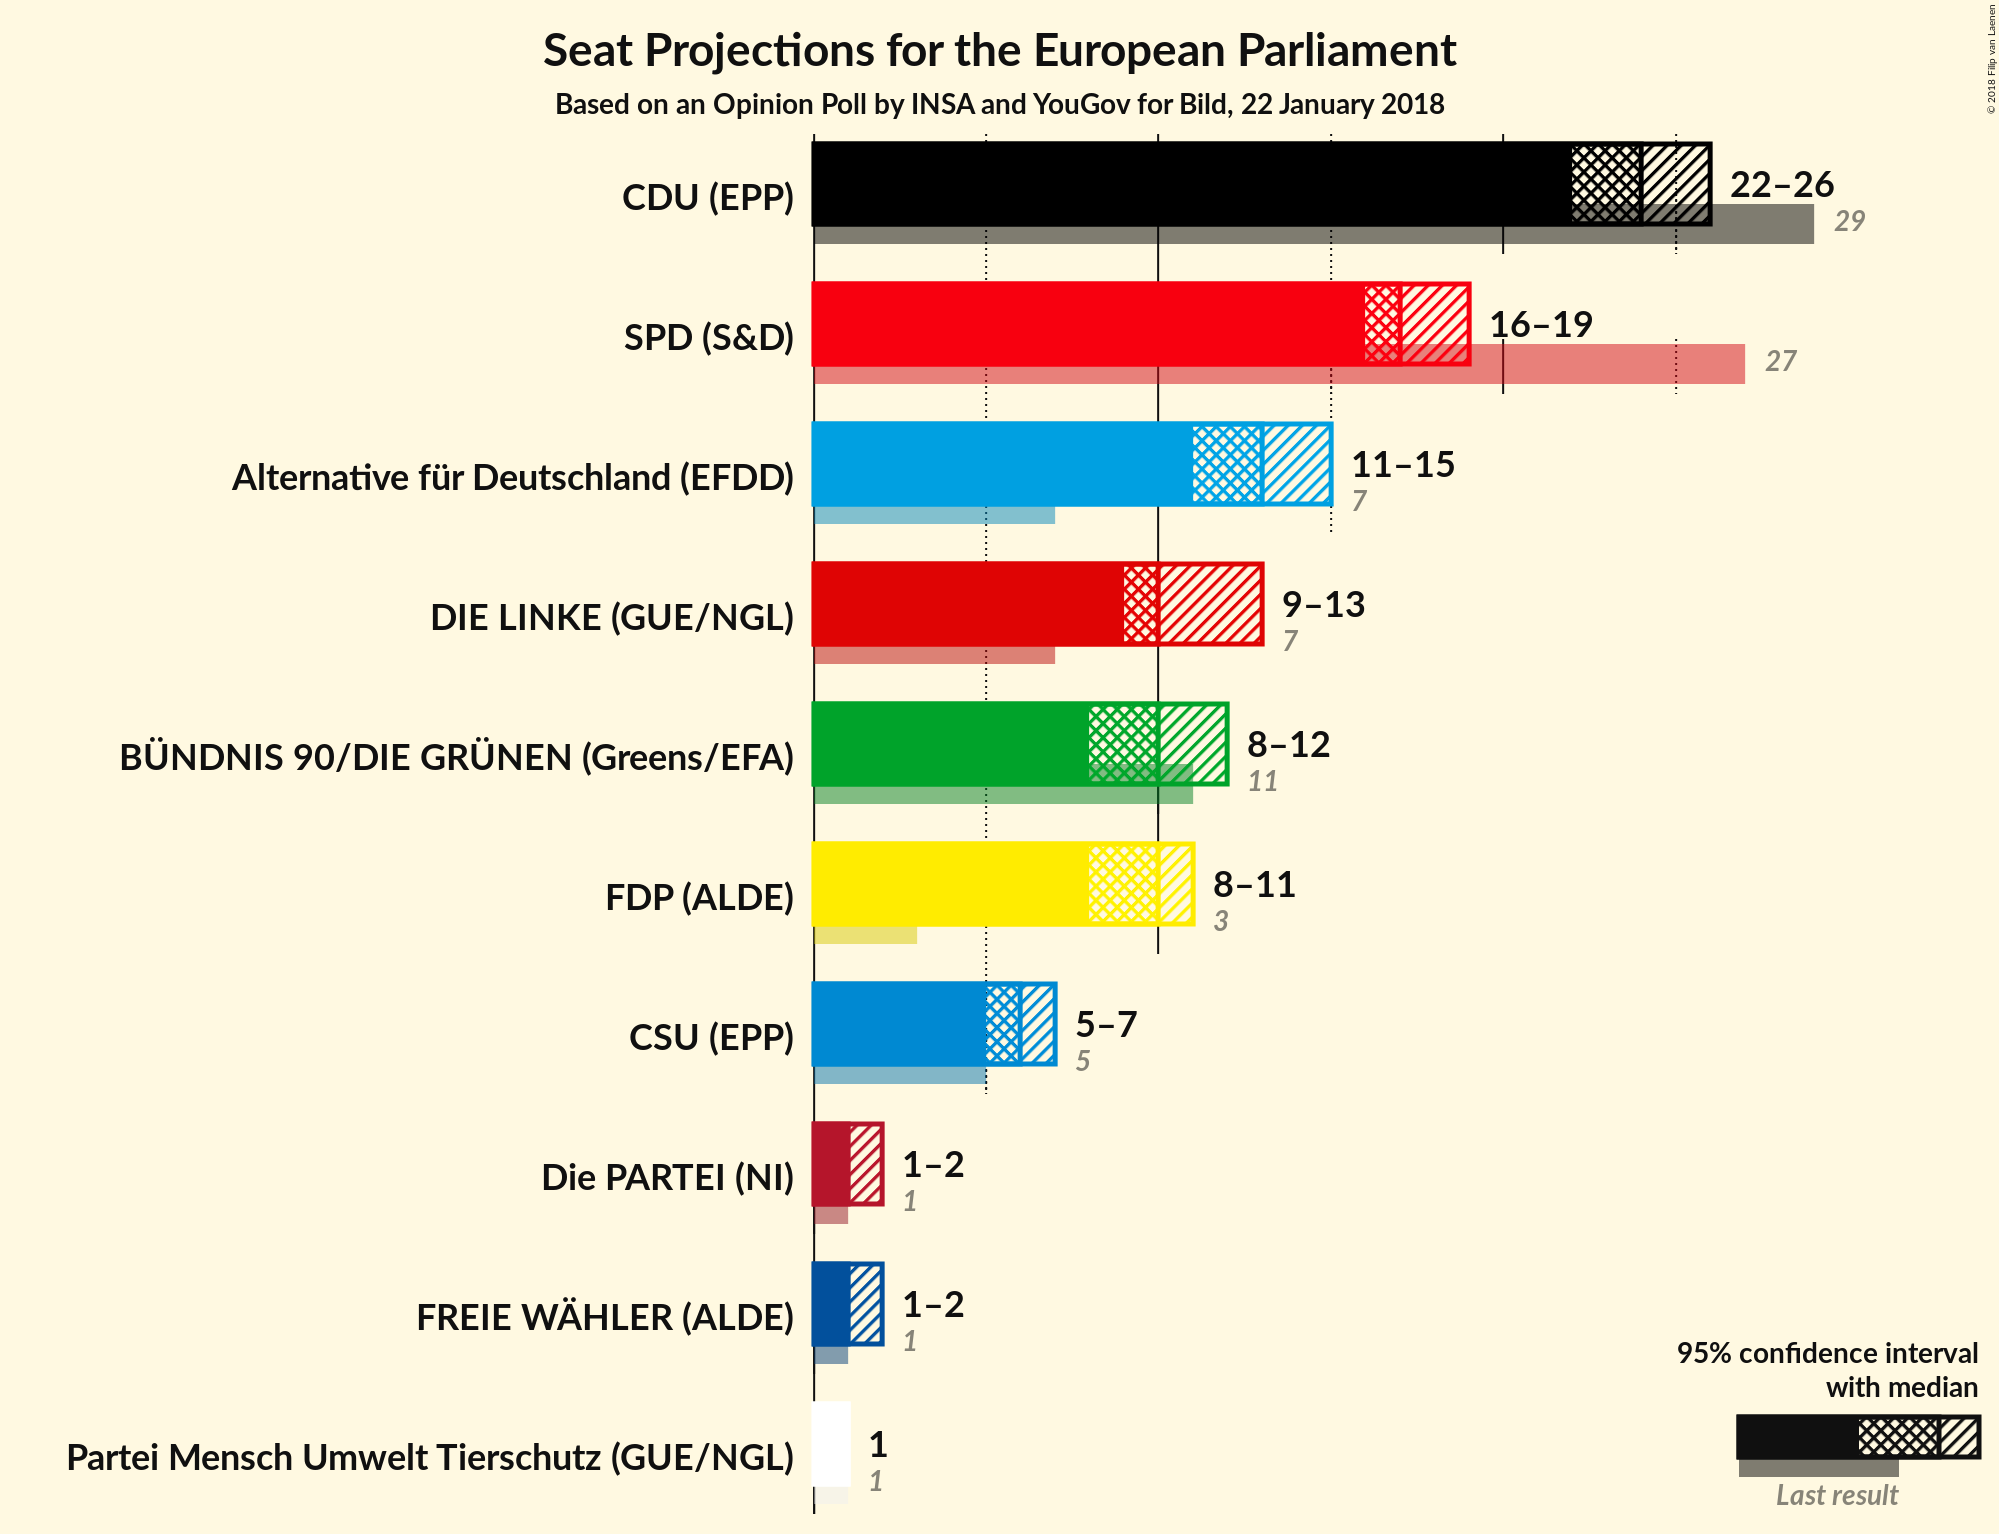 Seat Projections for the European Parliament
Based on an Opinion Poll by INSA and YouGov for Bild, 22 January 2018
© 2018 Filip van Laenen
CDU (EPP)
22–26
29
SPD (S&D)
16–19
27
Alternative für Deutschland (EFDD)
11–15
7
DIE LINKE (GUE/NGL)
9–13
7
BÜNDNIS 90/DIE GRÜNEN (Greens/EFA)
8–12
11
FDP (ALDE)
8–11
3
CSU (EPP)
5–7
5
Die PARTEI (NI)
1–2
1
FREIE WÄHLER (ALDE)
1–2
1
Partei Mensch Umwelt Tierschutz (GUE/NGL)
1
1
95% confidence interval
with median
Last result